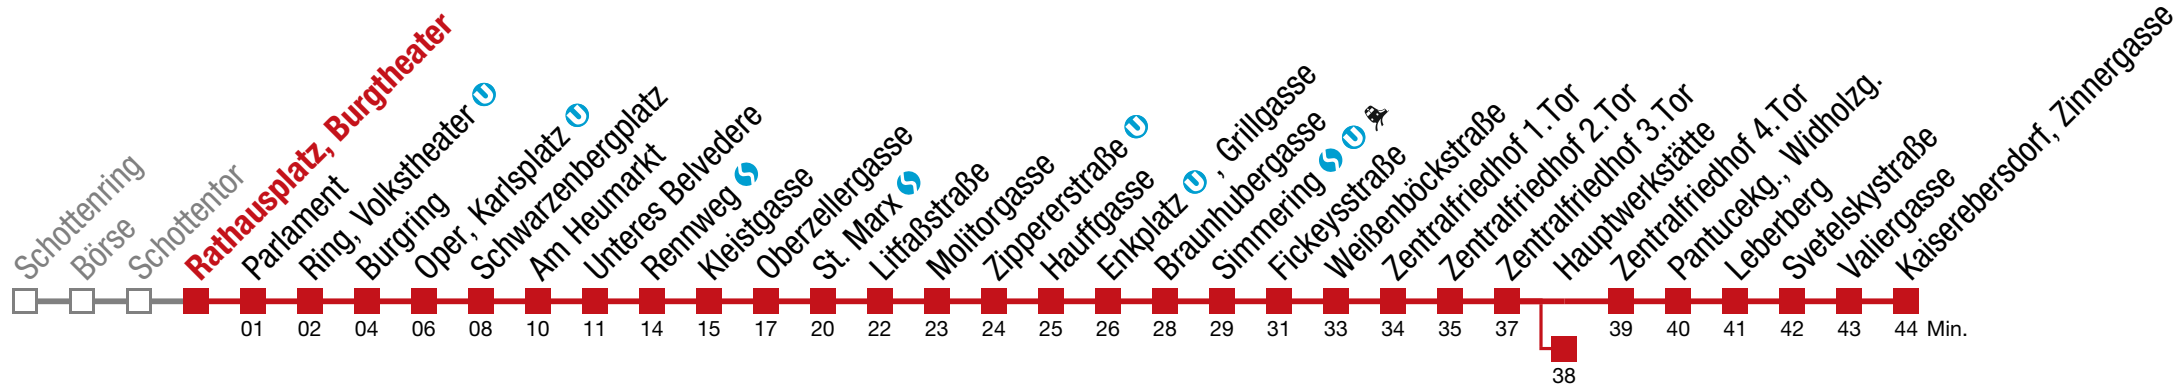 Schottenring
Börse
Schottentor
Rathausplatz, Burgtheater
Parlament
Ring, Volkstheater U
Burgring
Oper, Karlsplatz U
Schwarzenbergplatz
Am Heumarkt
Unteres Belvedere
Rennweg S
Kleistgasse
Oberzellergasse
St. Marx S
Litfaßstraße
Molitorgasse
Zippererstraße U
Hauffgasse
Enkplatz U , Grillgasse
Braunhubergasse
Simmering S U
Fickeysstraße
Weißenböckstraße
Zentralfriedhof 1.Tor
Zentralfriedhof 2.Tor
Zentralfriedhof 3.Tor
Hauptwerkstätte
Zentralfriedhof 4.Tor
Pantucekg., Widholzg.
Leberberg
Svetelskystraße
Valiergasse
Kaiserebersdorf, Zinnergasse
01 02 04 06 08 10 11 14 15 17 20 22 23 24 25 26 28 29 31 33 34 35 37 39 40 41 42 43 44 Min.
38